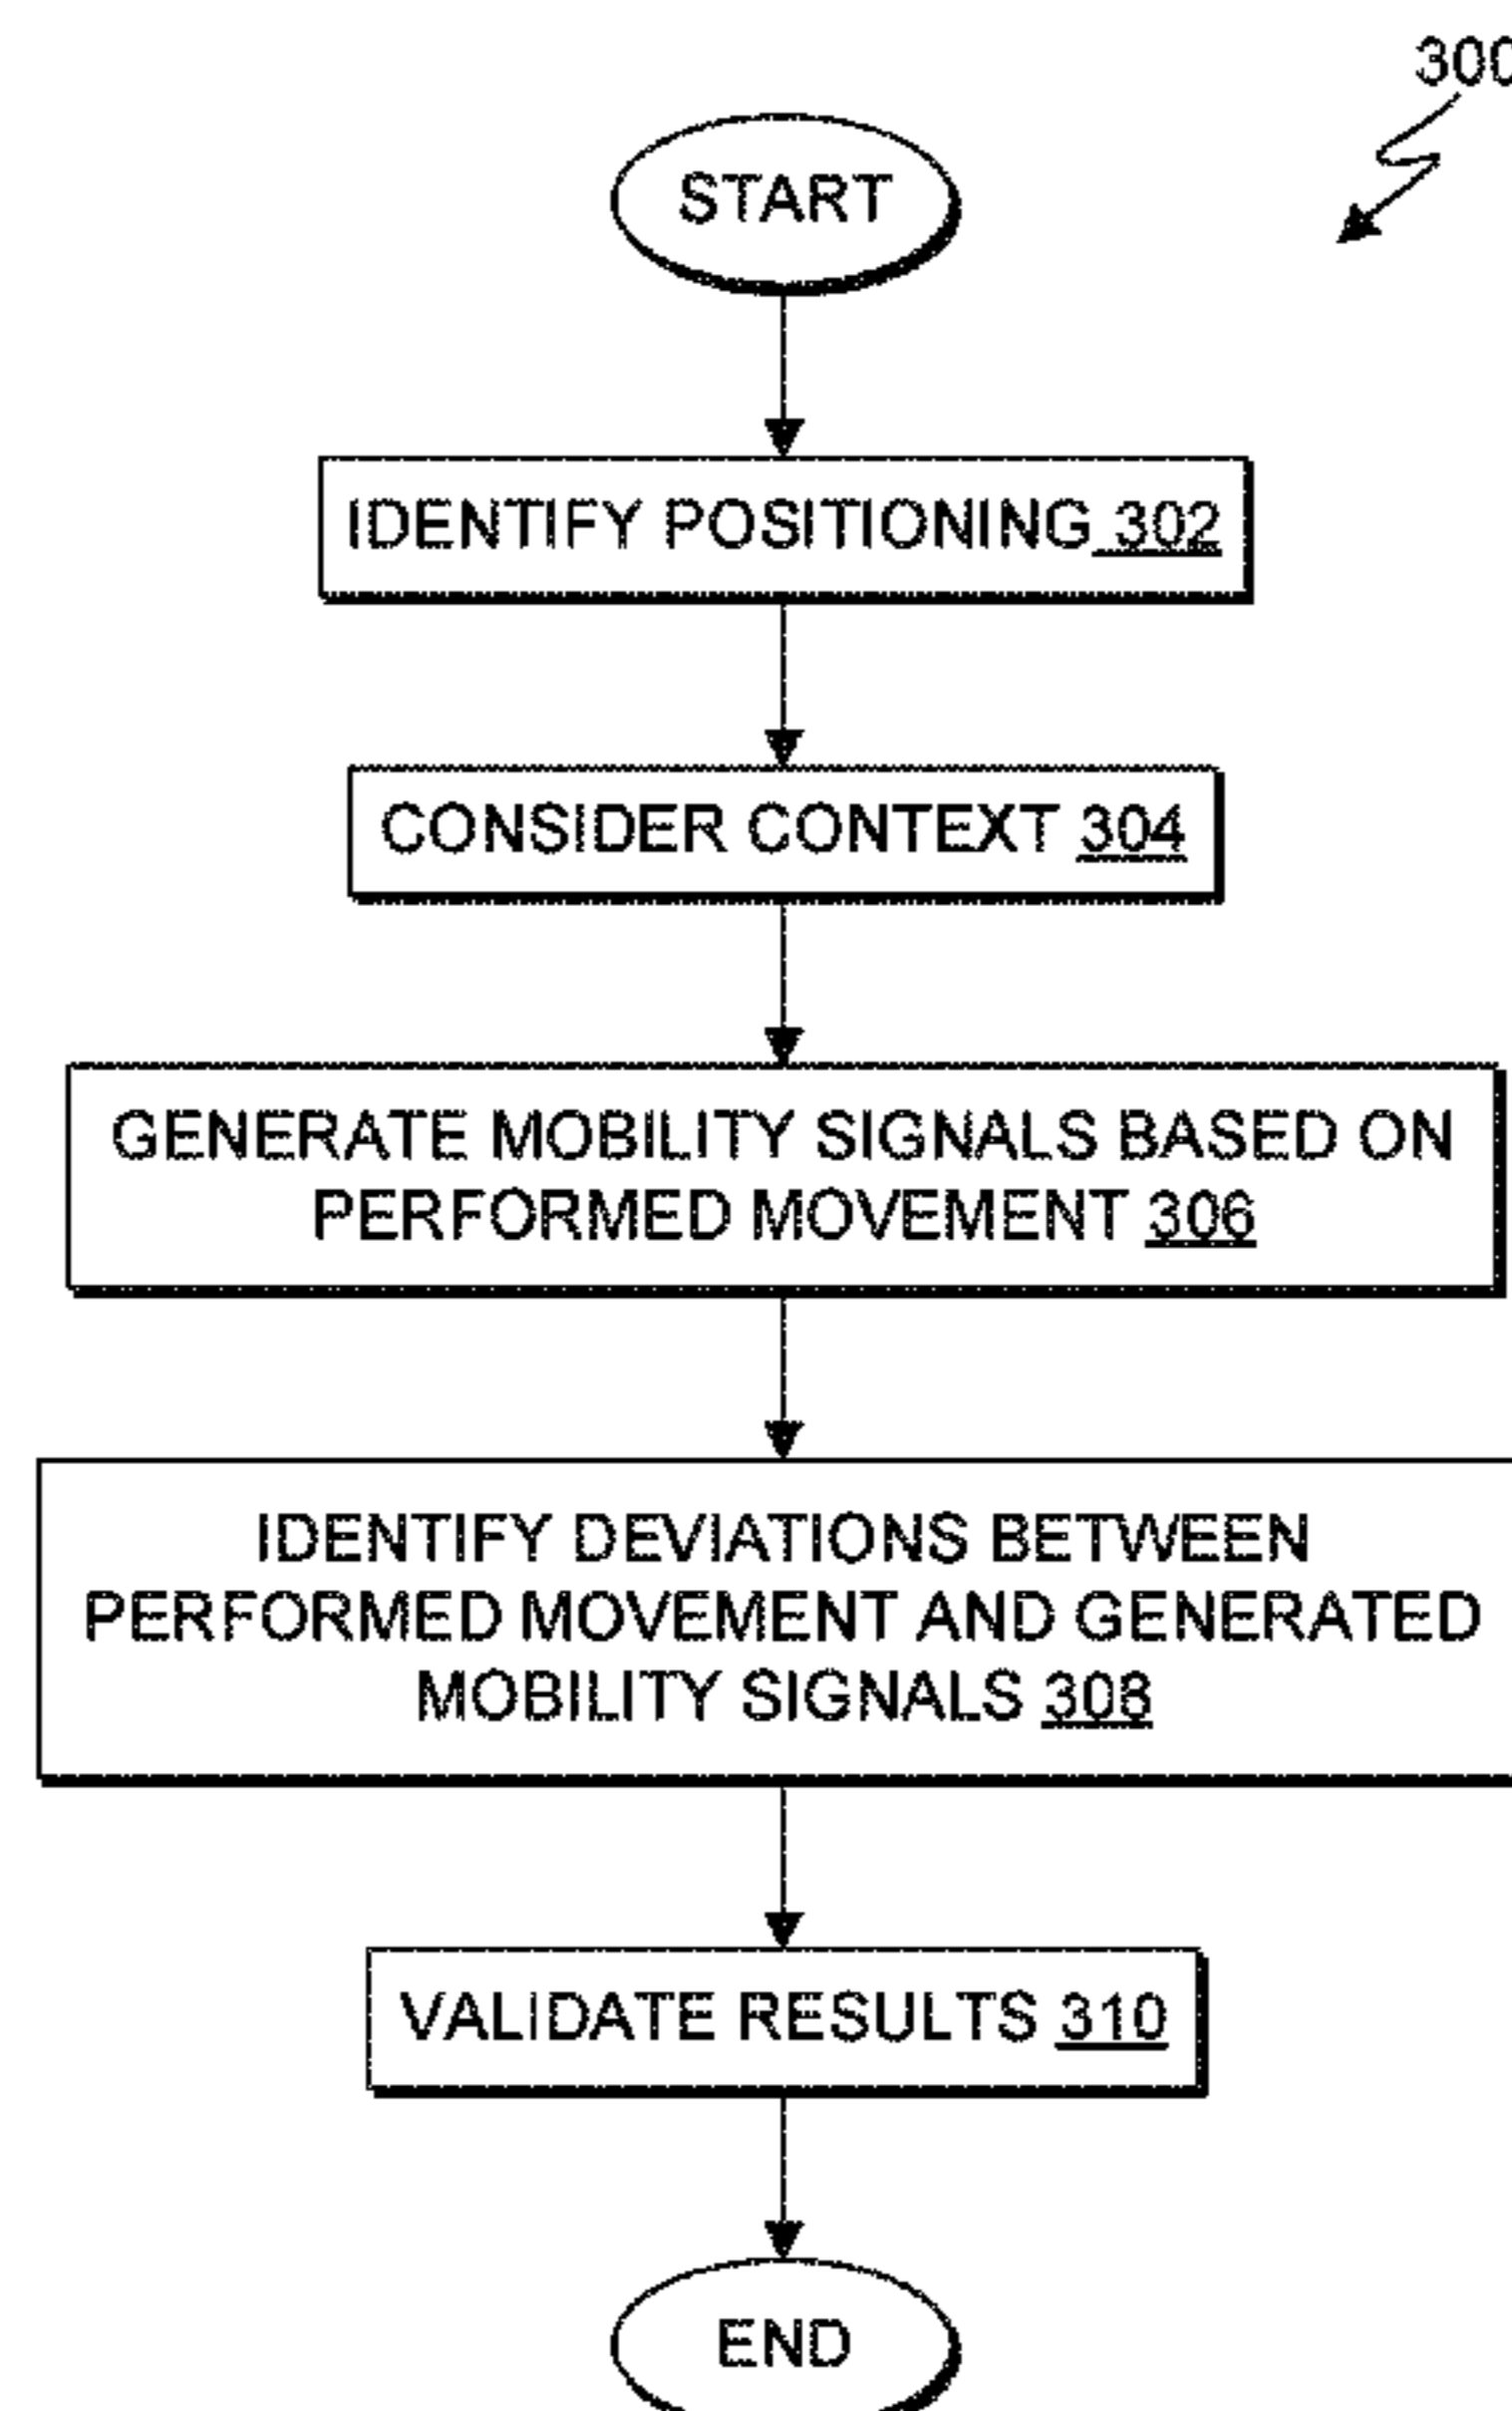 300
START
IDENTIFY POSITIONING 302
CONSIDER CONTEXT 304
GENERATE MOBILITY SIGNALS BASED ON
PERFORMED MOVEMENT 306
IDENTIFY DEVIATIONS BETWEEN
PERFORMED MOVEMENT AND GENERATED
MOBILITY SIGNALS 308
VALIDATE RESULTS 310
END